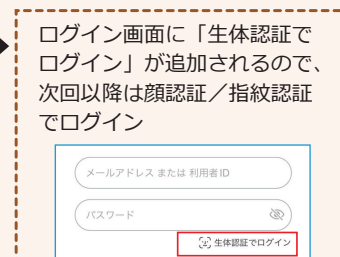 ログイン画面に「生体認証で
ログイン」が追加されるので、
次回以降は顔認証／指紋認証
でログイン
メールアドレス または 利用者ID
パスワード
生体認証でログイン